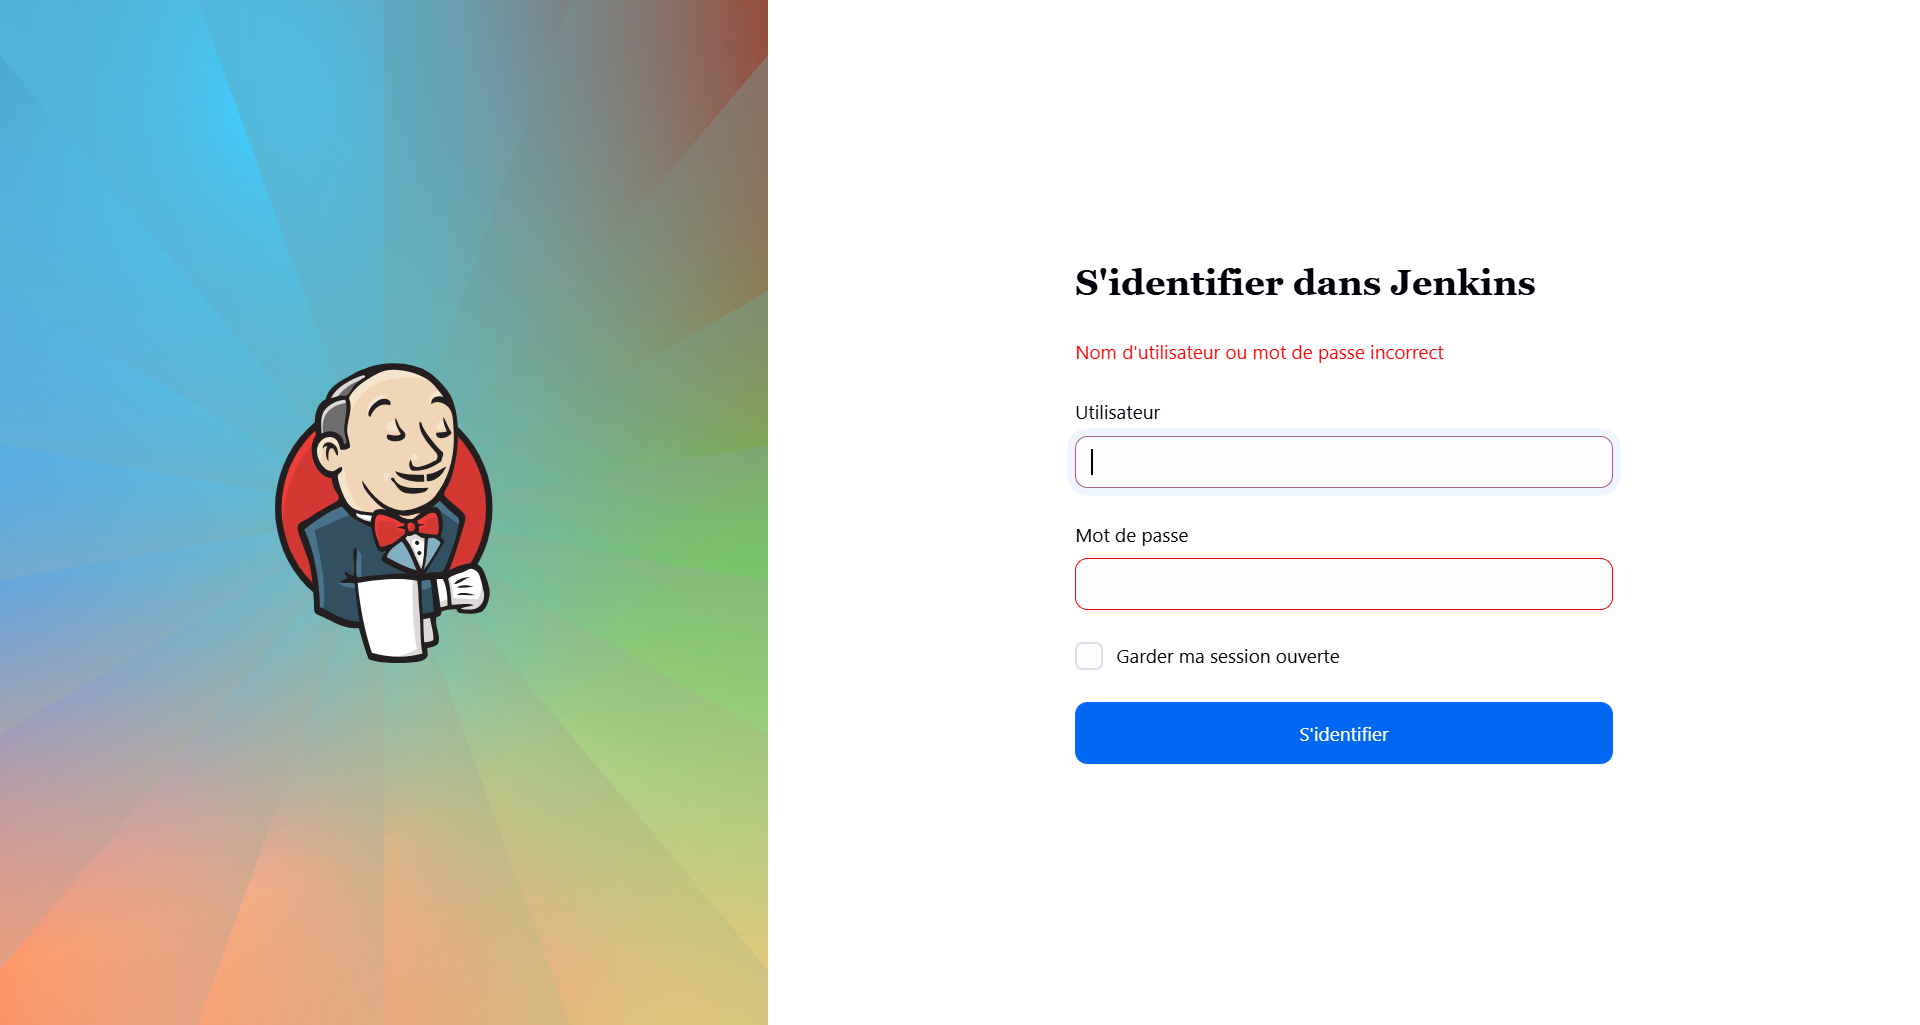 S'identifier dans Jenkins
Nom d'utilisateur ou mot de passe incorrect
Utilisateur
Mot de passe
Garder ma session ouverte
S'identifier